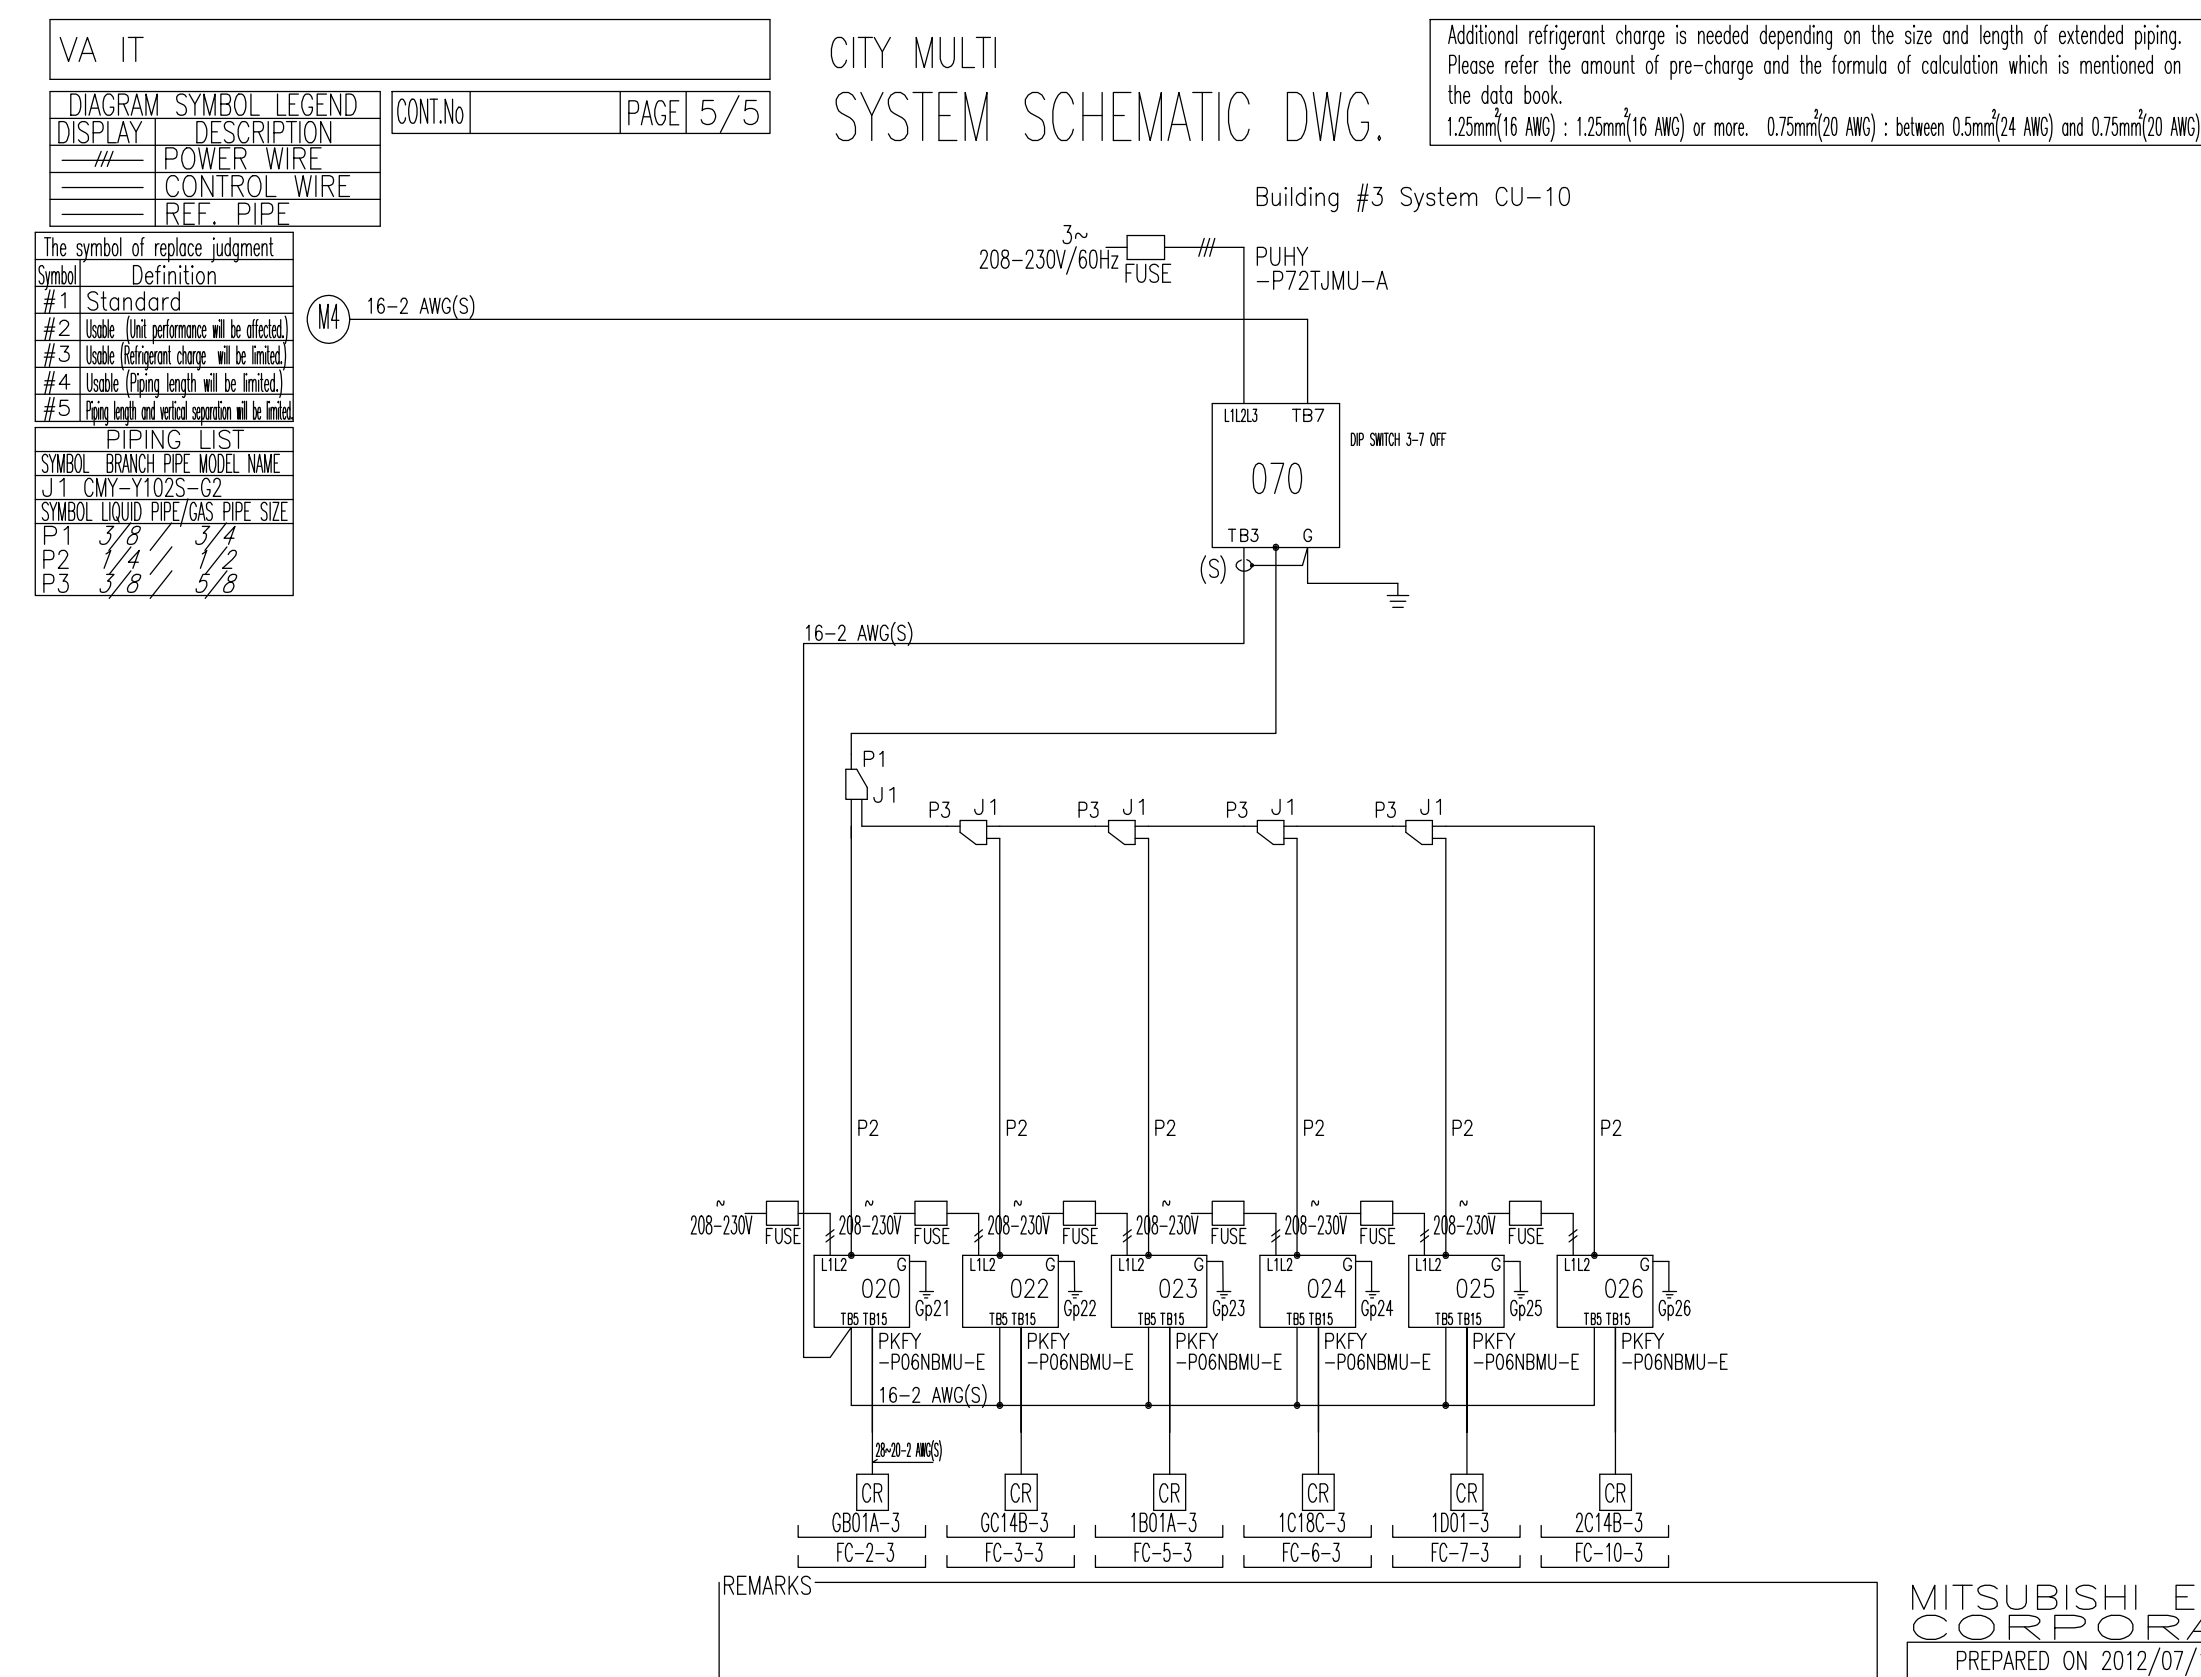 VA IT
CITY MULTI
SYSTEM SCHEMATIC DWG.
Additional refrigerant charge is needed depending on the size and length of extended piping.
Please refer the amount of pre-charge and the formula of calculation which is mentioned on
the data book.
1.25mm²(16 AWG) : 1.25mm²(16 AWG) or more. 0.75mm²(20 AWG) : between 0.5mm²(24 AWG) and 0.75mm²(20 AWG)
DIAGRAM SYMBOL LEGEND
DISPLAY DESCRIPTION
POWER WIRE
CONTROL WIRE
REF. PIPE
CONT.No PAGE 5/5
Building #3 System CU-10
The symbol of replace judgment
Symbol Definition
#1 Standard
#2 Usable (Unit performance will be affected.)
#3 Usable (Refrigerant charge will be limited.)
#4 Usable (Piping length will be limited.)
#5 Piping length and vertical separation will be limited.
PIPING LIST
SYMBOL BRANCH PIPE MODEL NAME
J1 CMY-Y102S-G2
SYMBOL LIQUID PIPE/GAS PIPE SIZE
P1 3/8 / 3/4
P2 1/4 / 1/2
P3 3/8 / 5/8
3~
208-230V/60Hz
FUSE
PUHY
-P72TJMU-A
M4 16-2 AWG(S)
L1L2L3 TB7
DIP SWITCH 3-7 OFF
070
TB3 G
(S)
16-2 AWG(S)
P1
J1
P3 J1 P3 J1 P3 J1 P3 J1
P2 P2 P2 P2 P2 P2
~ ~ ~ ~ ~ ~
208-230V 208-230V 208-230V 208-230V 208-230V 208-230V
FUSE FUSE FUSE FUSE FUSE FUSE
L1L2 G L1L2 G L1L2 G L1L2 G L1L2 G L1L2 G
020 022 023 024 025 026
Gp21 Gp22 Gp23 Gp24 Gp25 Gp26
TB5 TB15 TB5 TB15 TB5 TB15 TB5 TB15 TB5 TB15 TB5 TB15
PKFY PKFY PKFY PKFY PKFY PKFY
-P06NBMU-E -P06NBMU-E -P06NBMU-E -P06NBMU-E -P06NBMU-E -P06NBMU-E
16-2 AWG(S)
28~20-2 AWG(S)
CR CR CR CR CR CR
GB01A-3 GC14B-3 1B01A-3 1C18C-3 1D01-3 2C14B-3
FC-2-3 FC-3-3 FC-5-3 FC-6-3 FC-7-3 FC-10-3
REMARKS
MITSUBISHI E
CORPORA
PREPARED ON 2012/07/